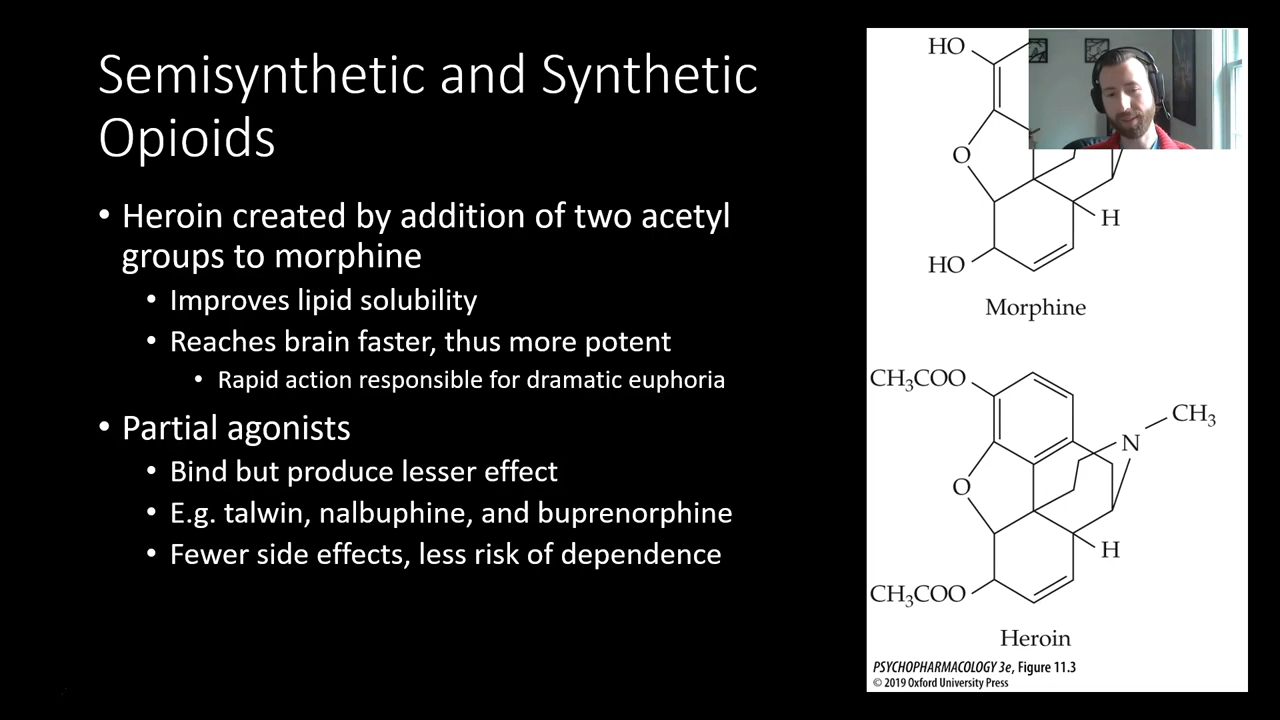 Semisynthetic and Synthetic
Opioids
• Heroin created by addition of two acetyl
groups to morphine
• Improves lipid solubility
• Reaches brain faster, thus more potent
• Rapid action responsible for dramatic euphoria
• Partial agonists
• Bind but produce lesser effect
• E.g. talwin, nalbuphine, and buprenorphine
• Fewer side effects, less risk of dependence
HO
O
H
HO
Morphine
CH₃COO
CH₃
N
O
H
CH₃COO
Heroin
PSYCHOPHARMACOLOGY 3e, Figure 11.3
© 2019 Oxford University Press